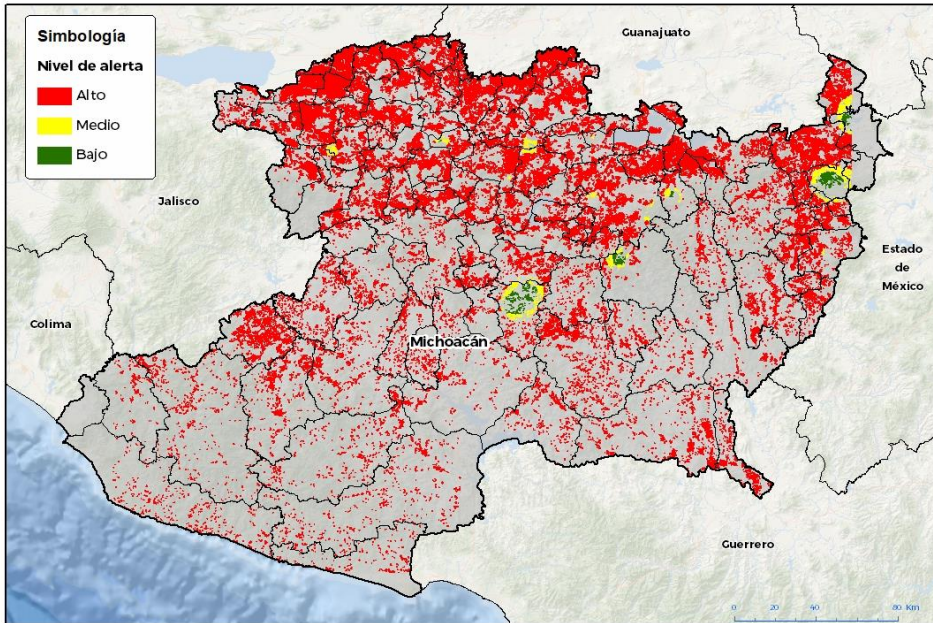 Simbología
Nivel de alerta
Alto
Medio
Bajo
Guanajuato
Jalisco
Estado
de
México
Colima
Michoacán
Guerrero
0 20 40 80 Km